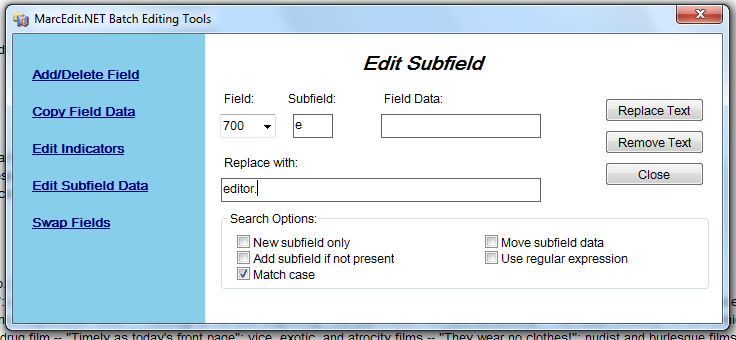 MarcEdit.NET Batch Editing Tools
Add/Delete Field
Copy Field Data
Edit Indicators
Edit Subfield Data
Swap Fields
Edit Subfield
Field: Subfield: Field Data:
700 e
Replace with:
editor.
Replace Text
Remove Text
Close
Search Options:
New subfield only
Add subfield if not present
Match case
Move subfield data
Use regular expression
drug film -- "Timely as today's front page": vice, exotic, and atrocity films -- "They wear no clothes!": nudist and burlesque films